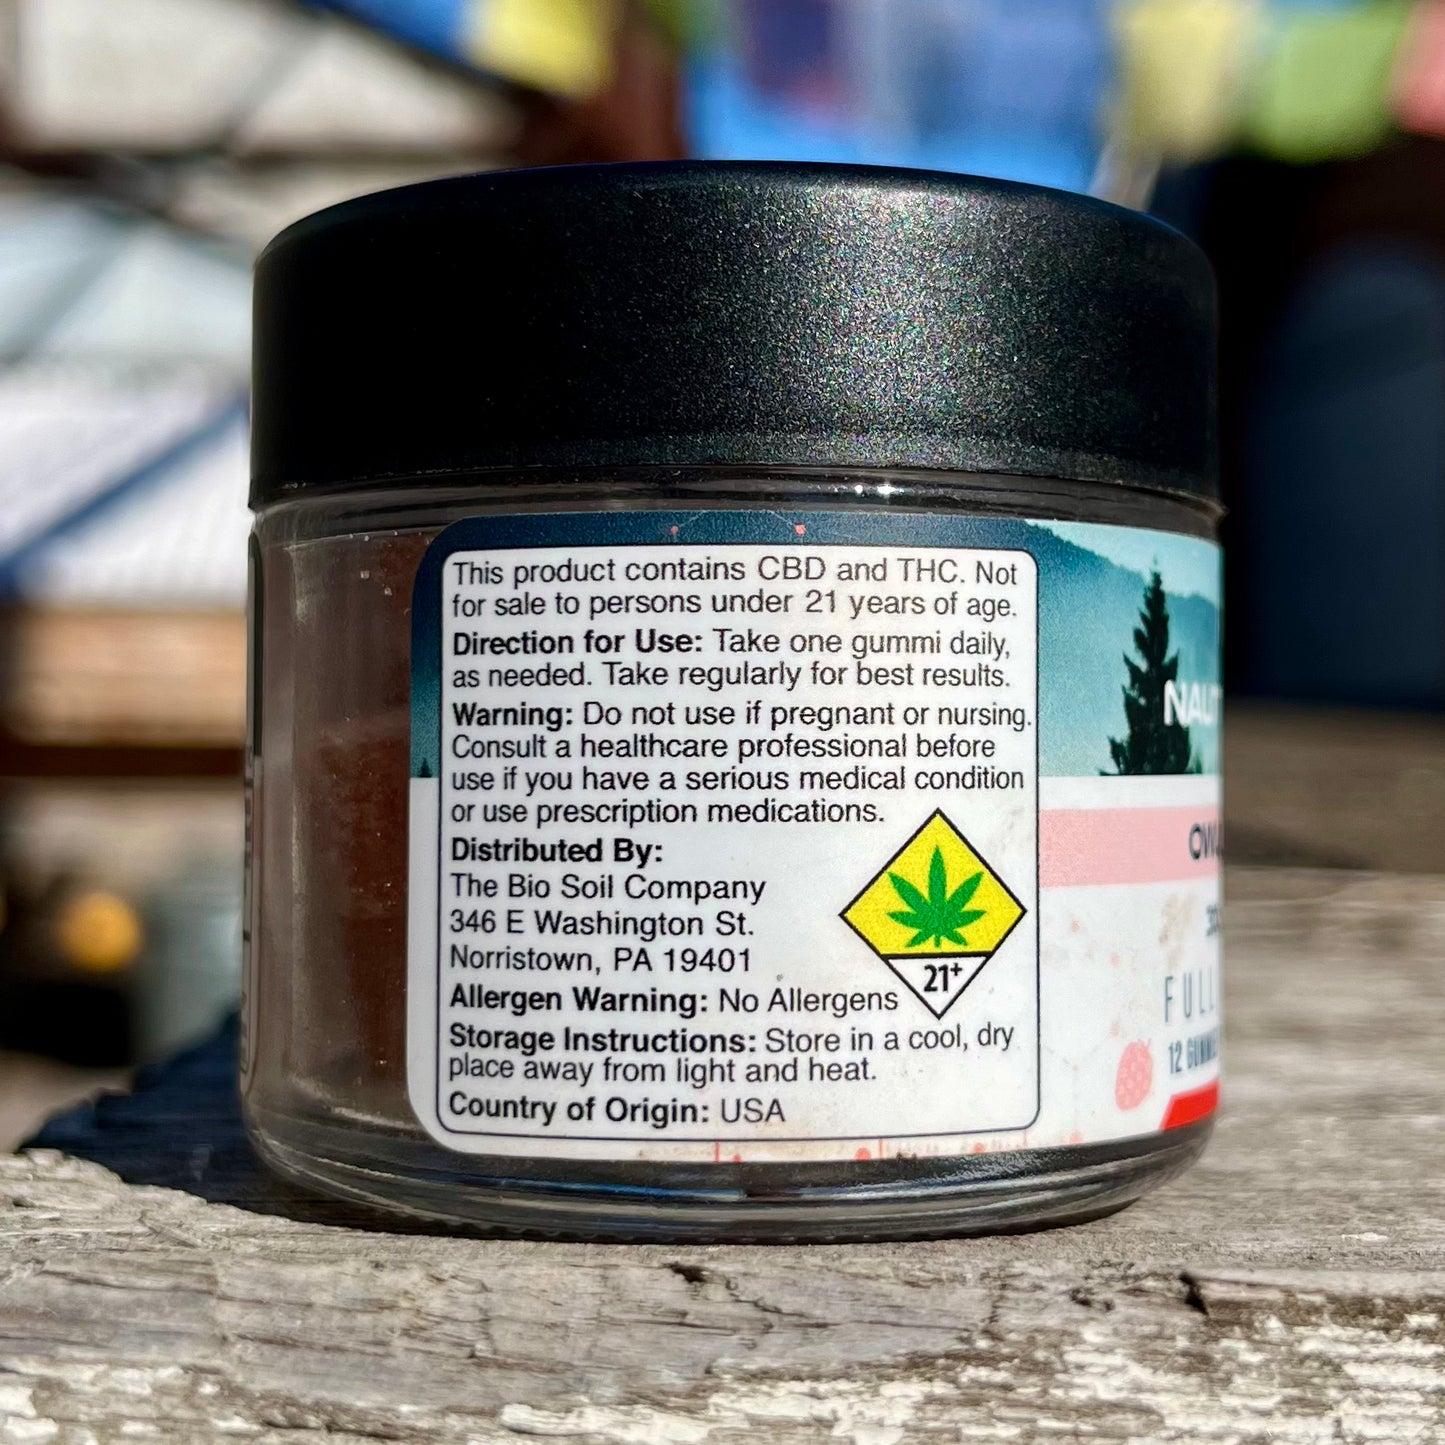 This product contains CBD and THC. Not
for sale to persons under 21 years of age.
Direction for Use: Take one gummi daily,
as needed. Take regularly for best results.
Warning: Do not use if pregnant or nursing.
Consult a healthcare professional before
use if you have a serious medical condition
or use prescription medications.
Distributed By:
The Bio Soil Company
346 E Washington St.
Norristown, PA 19401
21+
Allergen Warning: No Allergens
Storage Instructions: Store in a cool, dry
place away from light and heat.
Country of Origin: USA
FULL
12